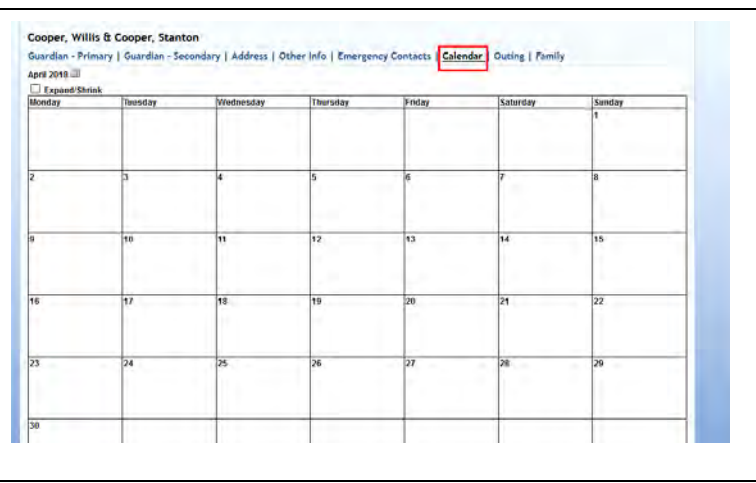 Cooper, Willis & Cooper, Stanton
Guardian - Primary | Guardian - Secondary | Address | Other Info | Emergency Contacts | Calendar | Outing | Family
April 2018
Expand/Shrink
Monday Tuesday Wednesday Thursday Friday Saturday Sunday
1
2 3 4 5 6 7 8
9 10 11 12 13 14 15
16 17 18 19 20 21 22
23 24 25 26 27 28 29
30